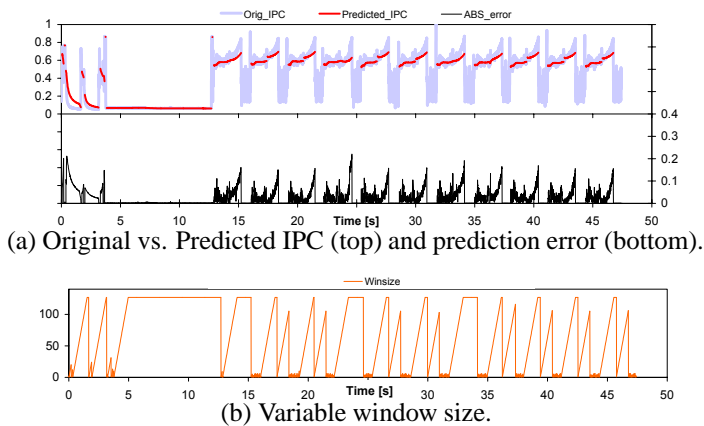 Orig_IPC Predicted_IPC ABS_error
1
0.8
0.6
0.4
0.2
0 0.4
0.3
0.2
0.1
0
0 5 10 15 20 25 30 35 40 45 50
Time [s]
(a) Original vs. Predicted IPC (top) and prediction error (bottom).
Winsize
100
50
0
0 5 10 15 20 25 30 35 40 45 50
Time [s]
(b) Variable window size.